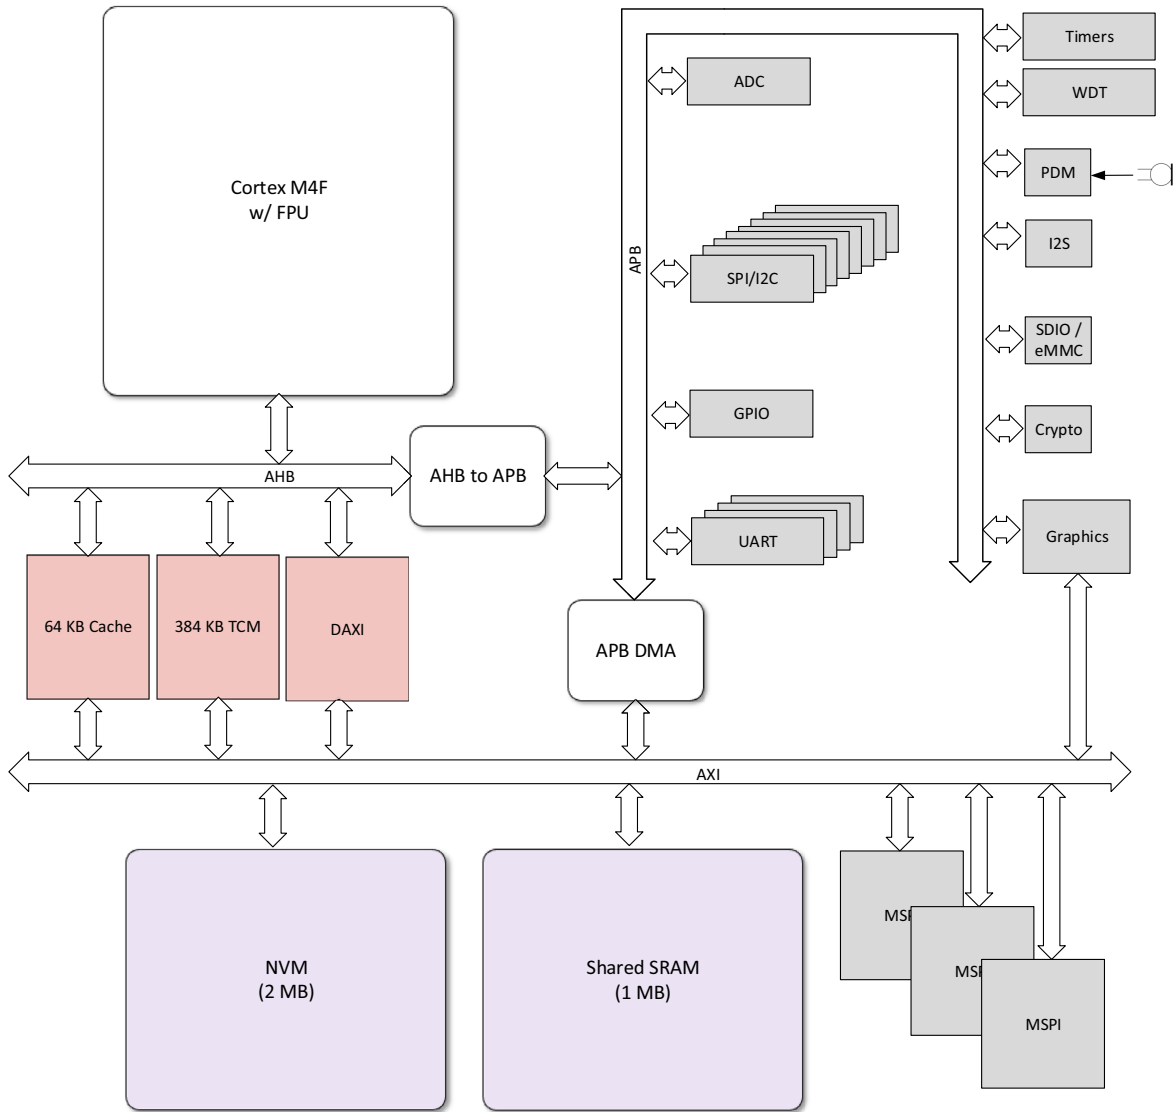 Cortex M4F
w/ FPU
AHB
AHB to APB
64 KB Cache
384 KB TCM
DAXI
APB
ADC
SPI/I2C
GPIO
UART
APB DMA
Timers
WDT
PDM
I2S
SDIO /
eMMC
Crypto
Graphics
AXI
NVM
(2 MB)
Shared SRAM
(1 MB)
MSP
MSP
MSPI